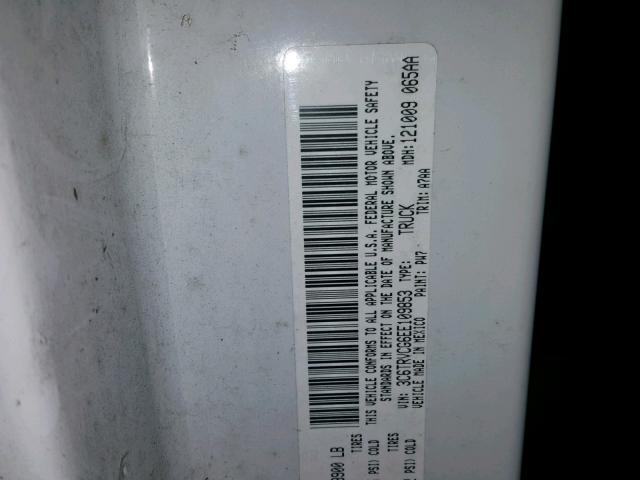 8900 LB
TIRES
PSI) COLD
TIRES
PSI) COLD
THIS VEHICLE CONFORMS TO ALL APPLICABLE U.S.A. FEDERAL MOTOR VEHICLE SAFETY
STANDARDS IN EFFECT ON THE DATE OF MANUFACTURE SHOWN ABOVE.
VIN: 3C6TRVCG6EE109853 TYPE: TRUCK MDH:121009 065AA
VEHICLE MADE IN MEXICO PAINT: PW7 TRIM: A7AA